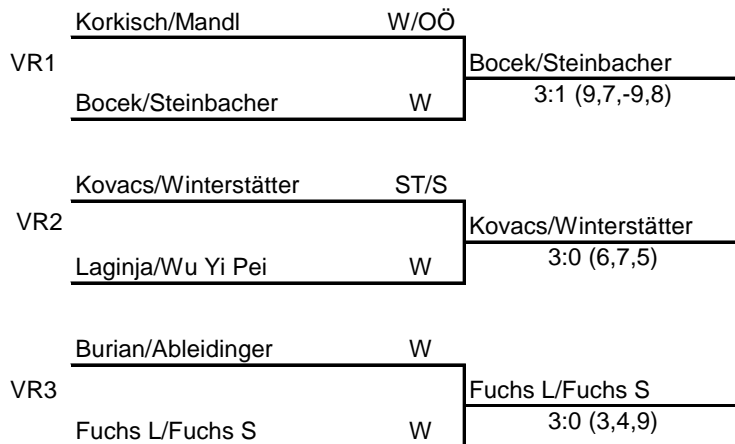 Korkisch/Mandl W/OÖ
VR1
Bocek/Steinbacher
Bocek/Steinbacher W
3:1 (9,7,-9,8)
Kovacs/Winterstätter ST/S
VR2
Kovacs/Winterstätter
Laginja/Wu Yi Pei W
3:0 (6,7,5)
Burian/Ableidinger W
VR3
Fuchs L/Fuchs S
Fuchs L/Fuchs S W
3:0 (3,4,9)